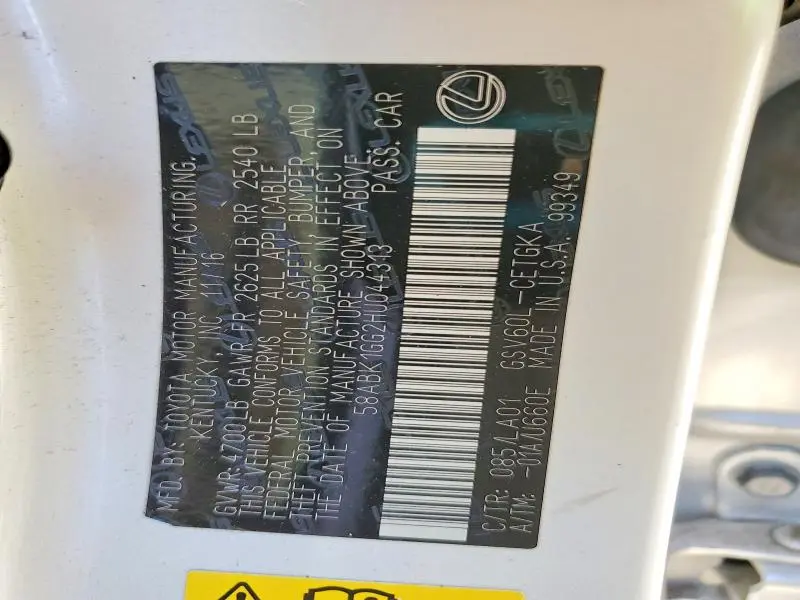 MFD. BY: TOYOTA MOTOR MANUFACTURING,
KENTUCKY, INC 11/16
GVWR: 4700LB GAWR FR 2625LB RR 2540 LB
THIS VEHICLE CONFORMS TO ALL APPLICABLE
FEDERAL MOTOR VEHICLE SAFETY, BUMPER, AND
THEFT PREVENTION STANDARDS IN EFFECT ON
THE DATE OF MANUFACTURE SHOWN ABOVE.
58ABK1GG2HU044313 PASS. CAR
C/TR: 085/LA01 GSV60L-CETGKA
A/TM: -01A/U660E MADE IN U.S.A. 99349